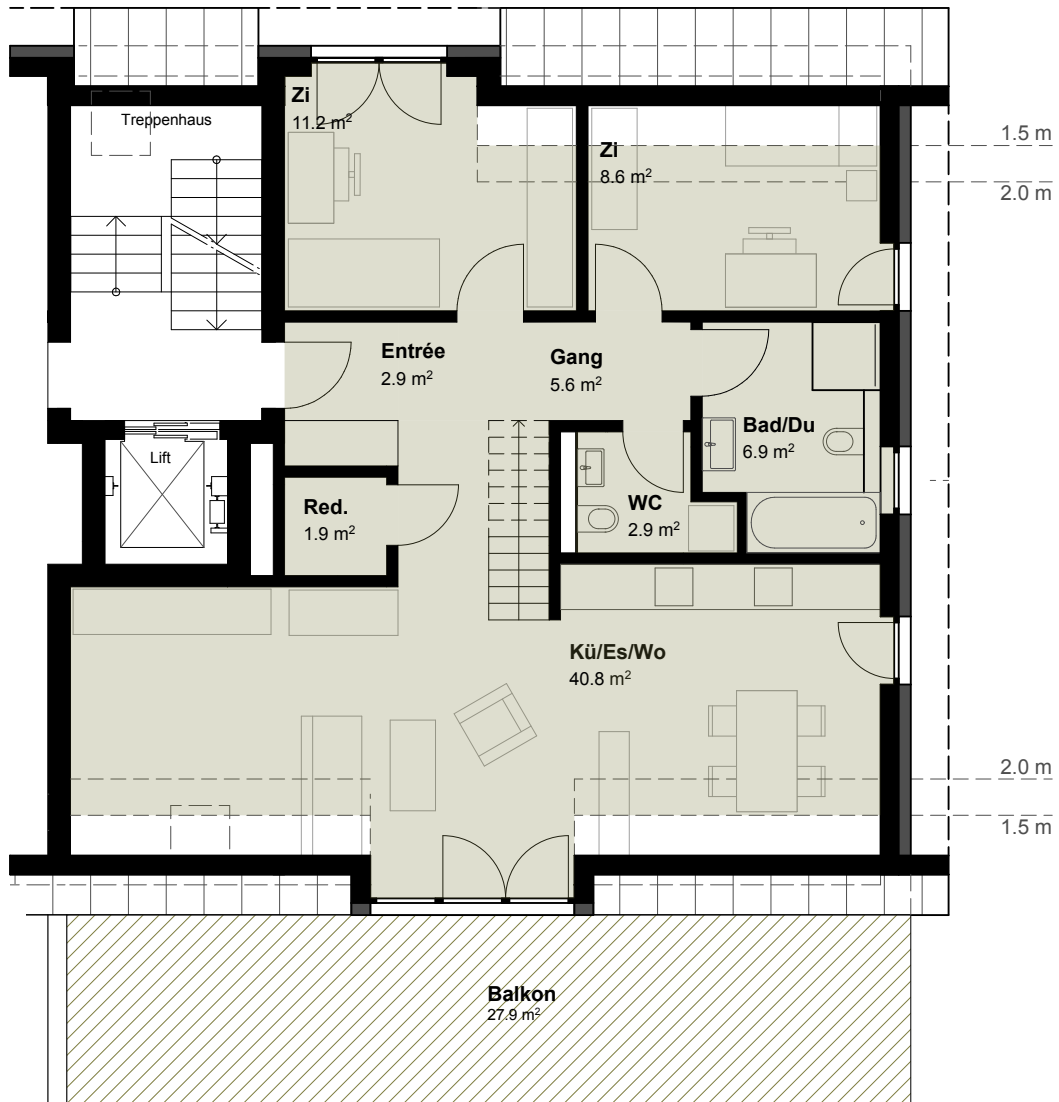 Zi
11.2 m²
Treppenhaus
Zi
8.6 m²
1.5 m
2.0 m
Entrée
2.9 m²
Gang
5.6 m²
Bad/Du
6.9 m²
Lift
Red.
1.9 m²
WC
2.9 m²
Kü/Es/Wo
40.8 m²
2.0 m
1.5 m
Balkon
27.9 m²